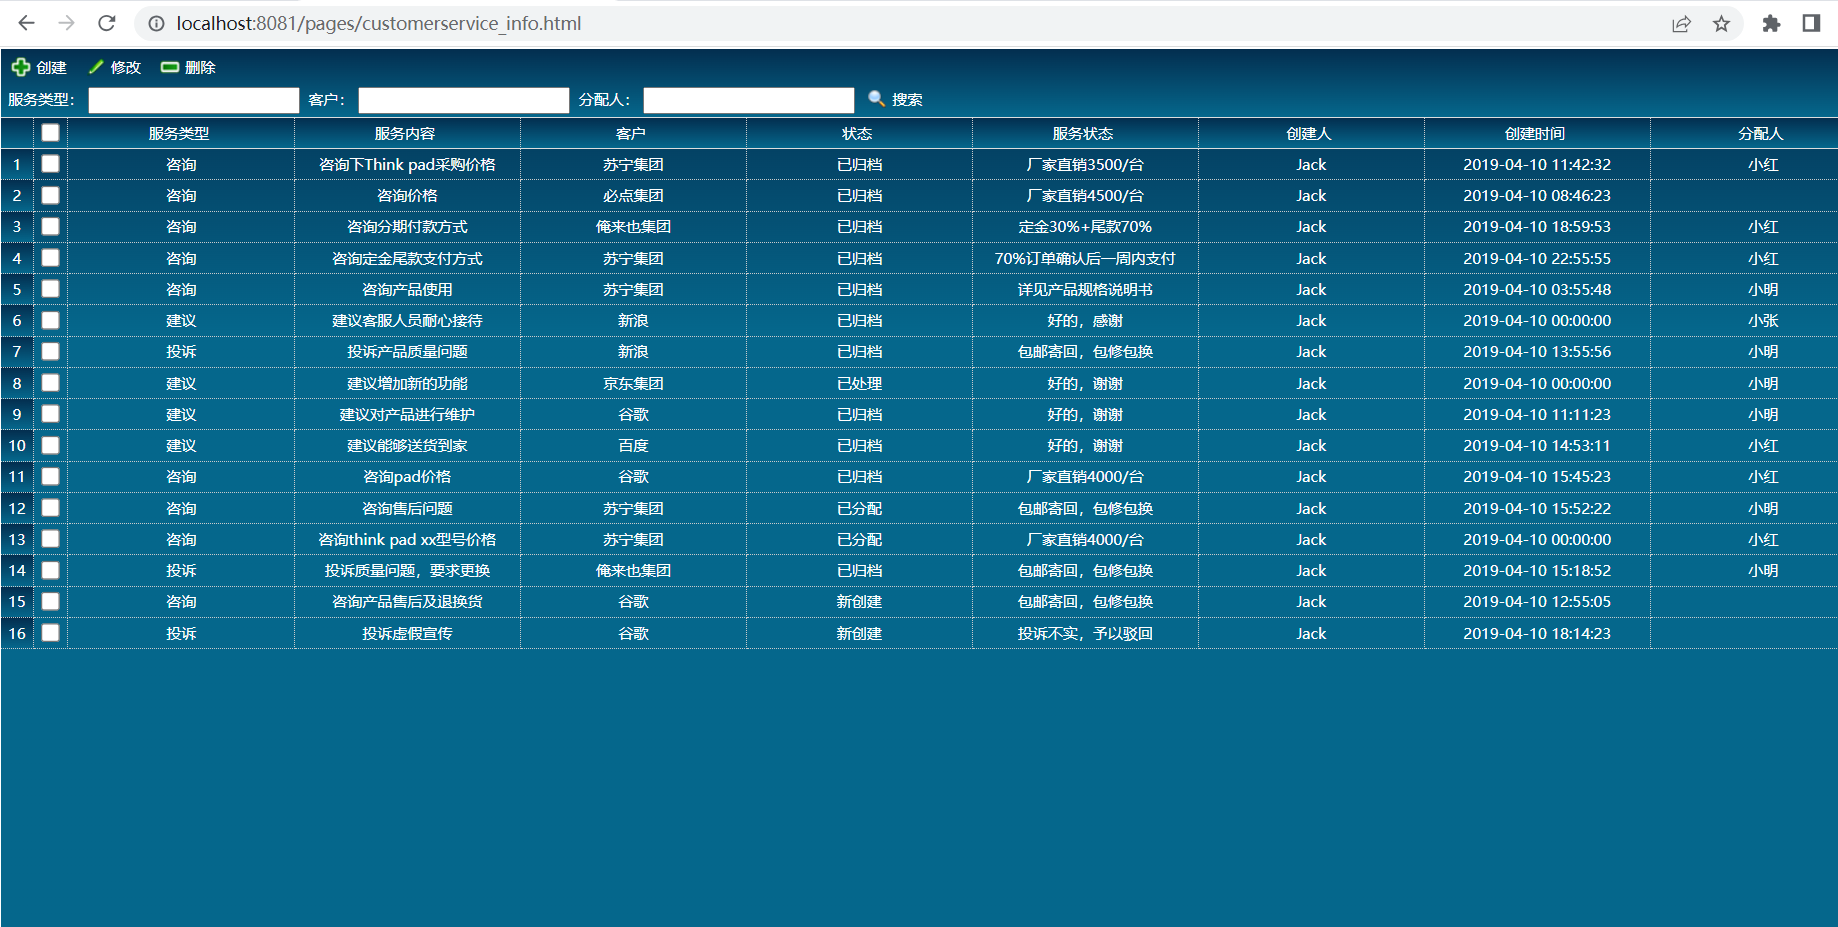 localhost:8081/pages/customerservice_info.html
创建 修改 删除
服务类型： 客户： 分配人： 搜索
服务类型 服务内容 客户 状态 服务状态 创建人 创建时间 分配人
1 咨询 咨询下Think pad采购价格 苏宁集团 已归档 厂家直销3500/台 Jack 2019-04-10 11:42:32 小红
2 咨询 咨询价格 必点集团 已归档 厂家直销4500/台 Jack 2019-04-10 08:46:23
3 咨询 咨询分期付款方式 俺来也集团 已归档 定金30%+尾款70% Jack 2019-04-10 18:59:53 小红
4 咨询 咨询定金尾款支付方式 苏宁集团 已归档 70%订单确认后一周内支付 Jack 2019-04-10 22:55:55 小红
5 咨询 咨询产品使用 苏宁集团 已归档 详见产品规格说明书 Jack 2019-04-10 03:55:48 小明
6 建议 建议客服人员耐心接待 新浪 已归档 好的，感谢 Jack 2019-04-10 00:00:00 小张
7 投诉 投诉产品质量问题 新浪 已归档 包邮寄回，包修包换 Jack 2019-04-10 13:55:56 小明
8 建议 建议增加新的功能 京东集团 已处理 好的，谢谢 Jack 2019-04-10 00:00:00 小明
9 建议 建议对产品进行维护 谷歌 已归档 好的，谢谢 Jack 2019-04-10 11:11:23 小明
10 建议 建议能够送货到家 百度 已归档 好的，谢谢 Jack 2019-04-10 14:53:11 小红
11 咨询 咨询pad价格 谷歌 已归档 厂家直销4000/台 Jack 2019-04-10 15:45:23 小红
12 咨询 咨询售后问题 苏宁集团 已分配 包邮寄回，包修包换 Jack 2019-04-10 15:52:22 小明
13 咨询 咨询think pad xx型号价格 苏宁集团 已分配 厂家直销4000/台 Jack 2019-04-10 00:00:00 小红
14 投诉 投诉质量问题，要求更换 俺来也集团 已归档 包邮寄回，包修包换 Jack 2019-04-10 15:18:52 小明
15 咨询 咨询产品售后及退换货 谷歌 新创建 包邮寄回，包修包换 Jack 2019-04-10 12:55:05
16 投诉 投诉虚假宣传 谷歌 新创建 投诉不实，予以驳回 Jack 2019-04-10 18:14:23